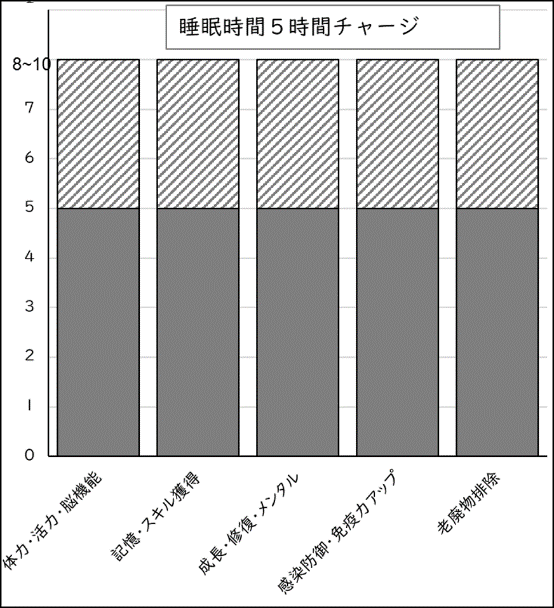 睡眠時間５時間チャージ
8~10
7
6
5
4
3
2
1
0
体力・活力・脳機能
記憶・スキル獲得
成長・修復・メンタル
感染防御・免疫力アップ
老廃物排除